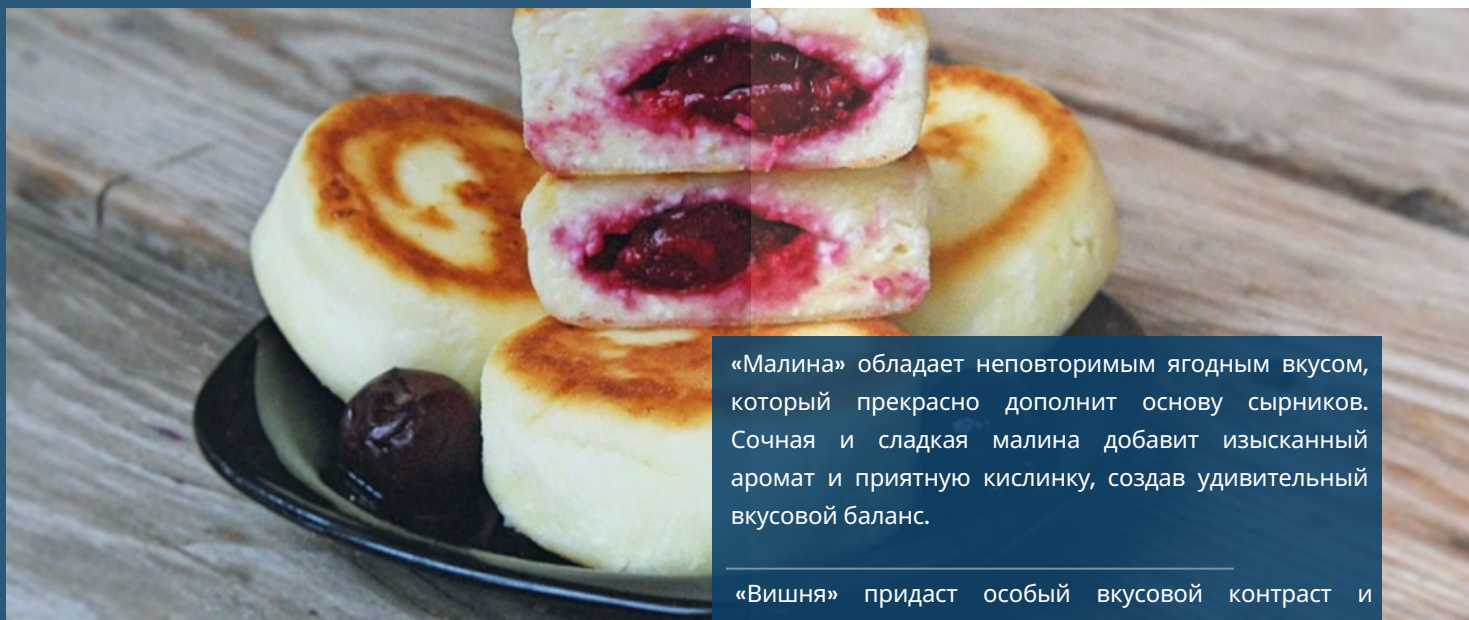 «Малина» обладает неповторимым ягодным вкусом,
который прекрасно дополнит основу сырников.
Сочная и сладкая малина добавит изысканный
аромат и приятную кислинку, создав удивительный
вкусовой баланс.
«Вишня» придаст особый вкусовой контраст и